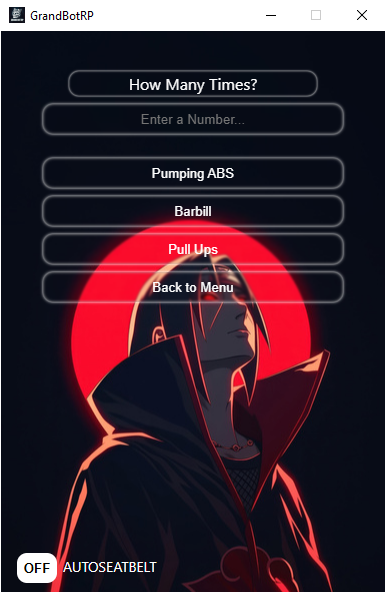 GrandBotRP
How Many Times?
Enter a Number...
Pumping ABS
Barbill
Pull Ups
Back to Menu
OFF AUTOSEATBELT